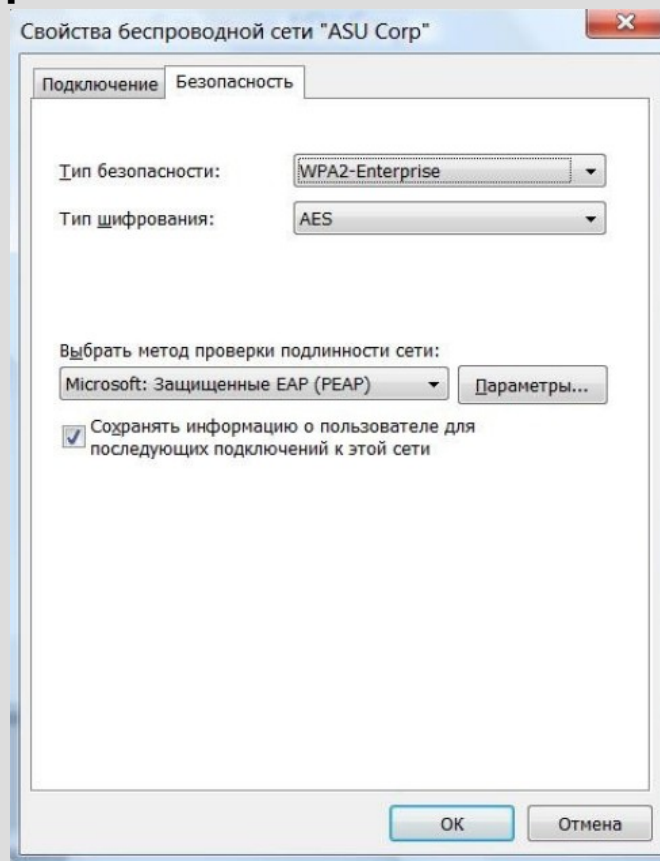 Свойства беспроводной сети "ASU Corp"
Подключение Безопасность
Тип безопасности: WPA2-Enterprise
Тип шифрования: AES
Выбрать метод проверки подлинности сети:
Microsoft: Защищенные EAP (PEAP) Параметры...
Сохранять информацию о пользователе для
последующих подключений к этой сети
ОК Отмена